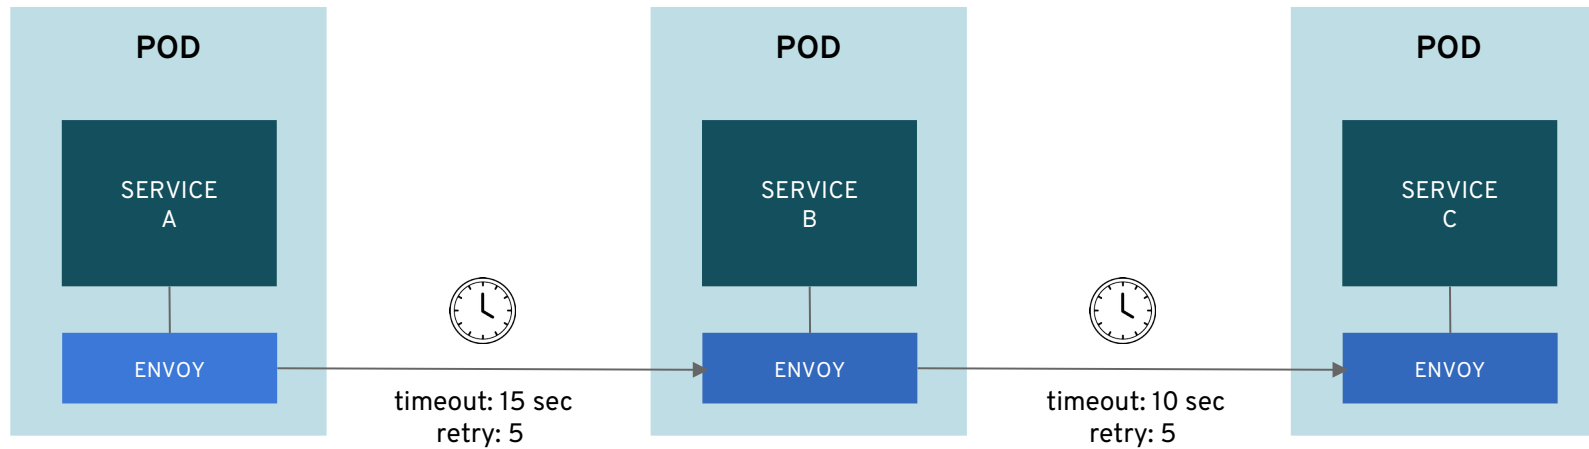 POD
POD
POD
SERVICE
A
SERVICE
B
SERVICE
C
ENVOY
ENVOY
ENVOY
timeout: 15 sec
retry: 5
timeout: 10 sec
retry: 5